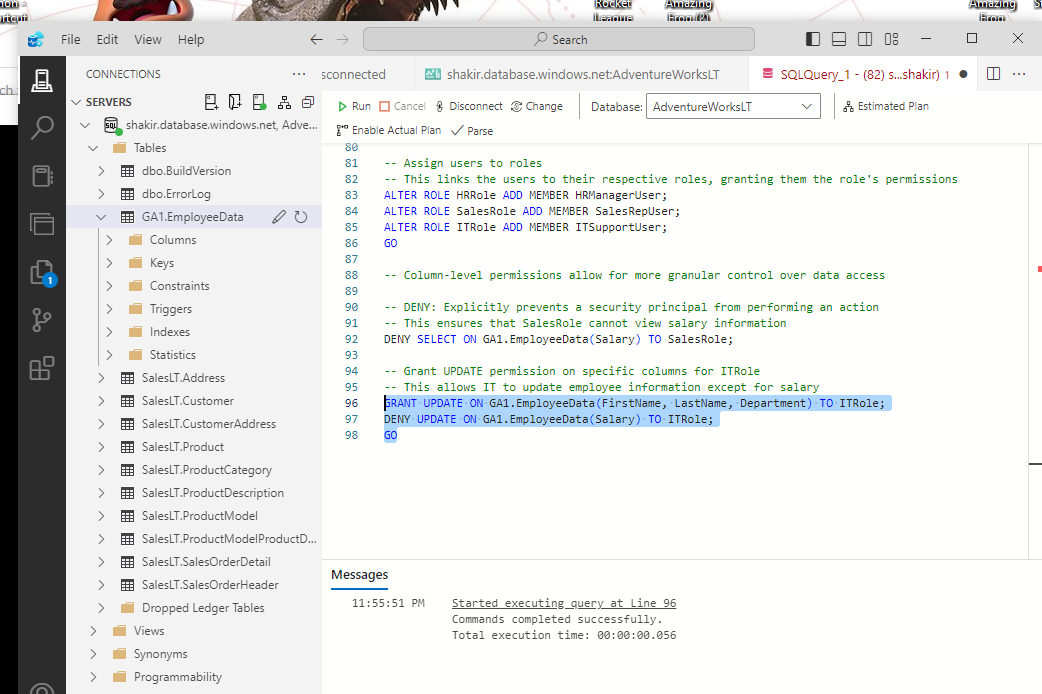 Rocket
League
Amazing
Frog (2)
Amazing
Frog
File Edit View Help
Search
CONNECTIONS
sconnected
shakir.database.windows.net:AdventureWorksLT
SQLQuery_1 - (82) s...shakir) 1
SERVERS
Run Cancel Disconnect Change Database: AdventureWorksLT Estimated Plan
Enable Actual Plan Parse
shakir.database.windows.net, Adve...
Tables
dbo.BuildVersion
dbo.ErrorLog
GA1.EmployeeData
Columns
Keys
Constraints
Triggers
Indexes
Statistics
SalesLT.Address
SalesLT.Customer
SalesLT.CustomerAddress
SalesLT.Product
SalesLT.ProductCategory
SalesLT.ProductDescription
SalesLT.ProductModel
SalesLT.ProductModelProductD...
SalesLT.SalesOrderDetail
SalesLT.SalesOrderHeader
Dropped Ledger Tables
Views
Synonyms
Programmability
1
80
81 -- Assign users to roles
82 -- This links the users to their respective roles, granting them the role's permissions
83 ALTER ROLE HRRole ADD MEMBER HRManagerUser;
84 ALTER ROLE SalesRole ADD MEMBER SalesRepUser;
85 ALTER ROLE ITRole ADD MEMBER ITSupportUser;
86 GO
87
88 -- Column-level permissions allow for more granular control over data access
89
90 -- DENY: Explicitly prevents a security principal from performing an action
91 -- This ensures that SalesRole cannot view salary information
92 DENY SELECT ON GA1.EmployeeData(Salary) TO SalesRole;
93
94 -- Grant UPDATE permission on specific columns for ITRole
95 -- This allows IT to update employee information except for salary
96 GRANT UPDATE ON GA1.EmployeeData(FirstName, LastName, Department) TO ITRole;
97 DENY UPDATE ON GA1.EmployeeData(Salary) TO ITRole;
98 GO
Messages
11:55:51 PM Started executing query at Line 96
Commands completed successfully.
Total execution time: 00:00:00.056